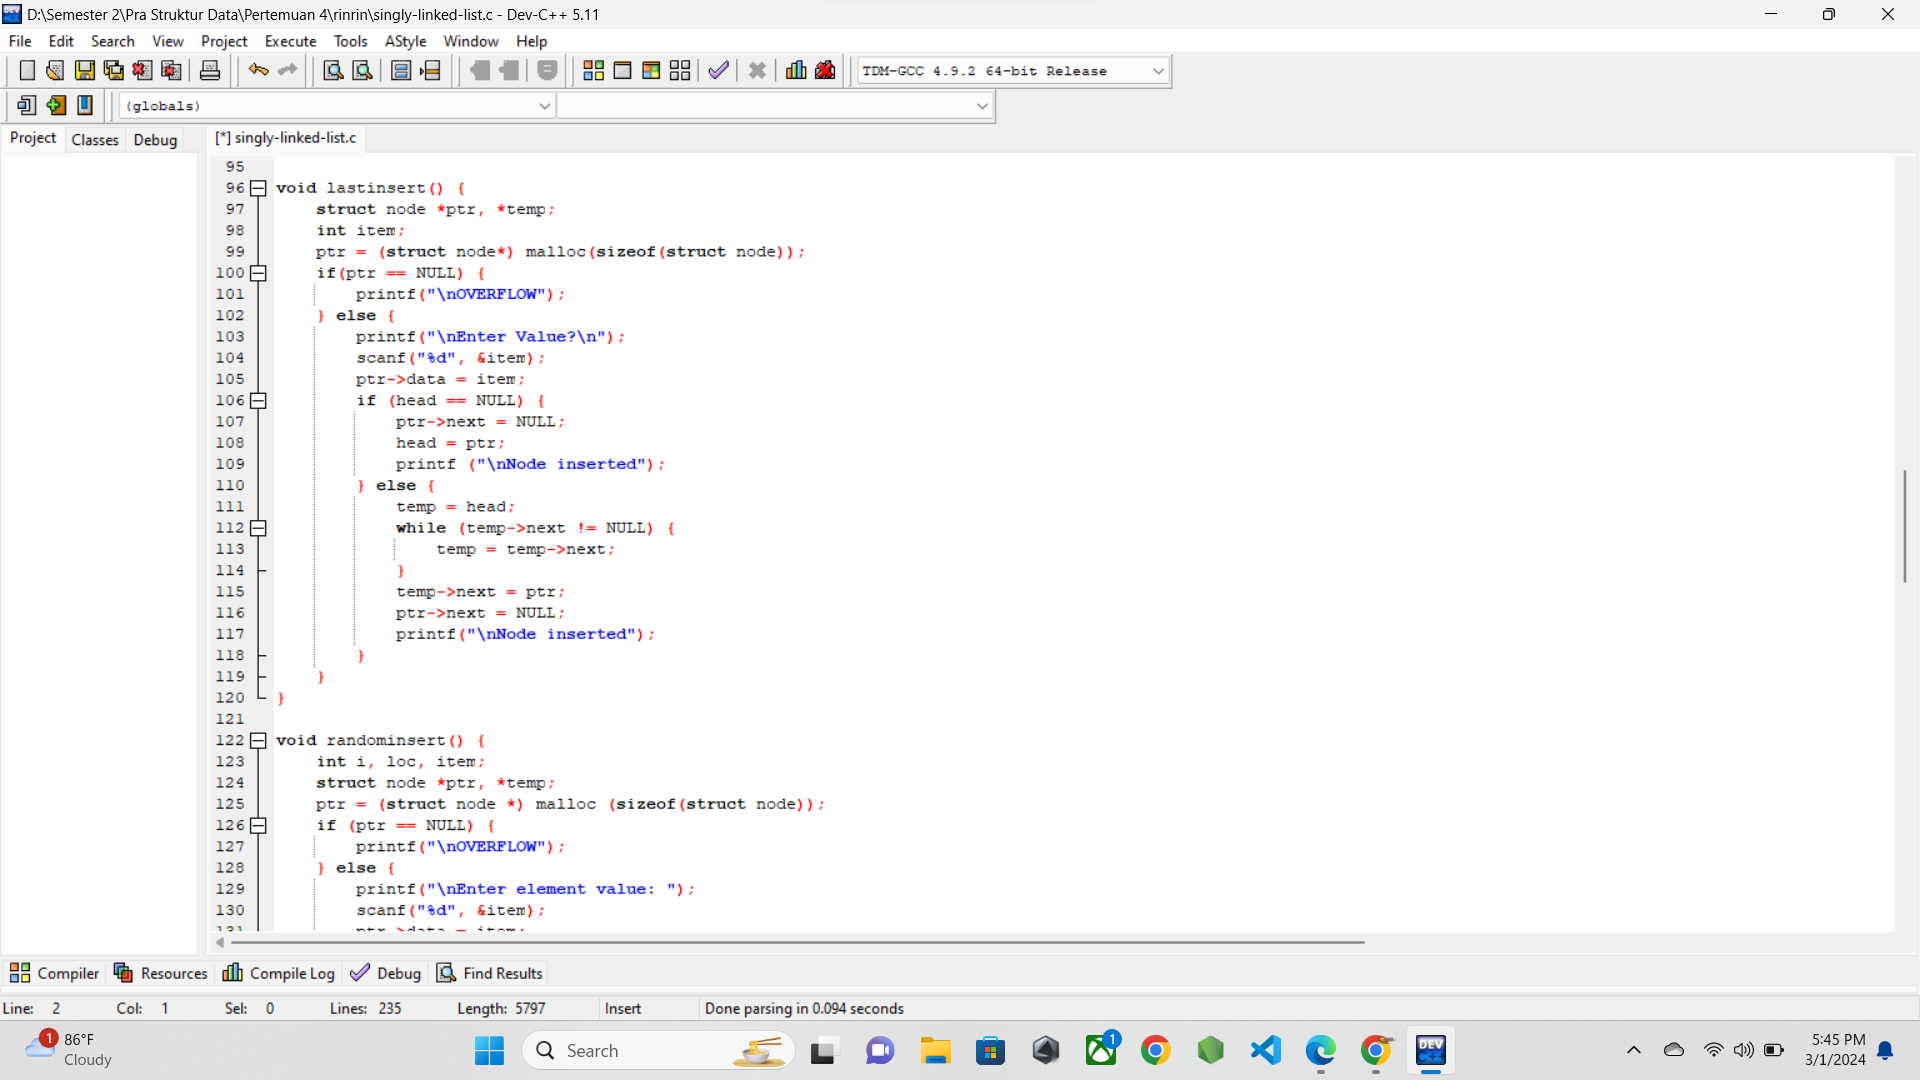 D:\Semester 2\Pra Struktur Data\Pertemuan 4\rinrin\singly-linked-list.c - Dev-C++ 5.11
File Edit Search View Project Execute Tools AStyle Window Help
TDM-GCC 4.9.2 64-bit Release
(globals)
Project Classes Debug [*] singly-linked-list.c
95
96 void lastinsert() {
97 struct node *ptr, *temp;
98 int item;
99 ptr = (struct node*) malloc(sizeof(struct node));
100 if(ptr == NULL) {
101 printf("\nOVERFLOW");
102 } else {
103 printf("\nEnter Value?\n");
104 scanf("%d", &item);
105 ptr->data = item;
106 if (head == NULL) {
107 ptr->next = NULL;
108 head = ptr;
109 printf ("\nNode inserted");
110 } else {
111 temp = head;
112 while (temp->next != NULL) {
113 temp = temp->next;
114 }
115 temp->next = ptr;
116 ptr->next = NULL;
117 printf("\nNode inserted");
118 }
119 }
120 }
121
122 void randominsert() {
123 int i, loc, item;
124 struct node *ptr, *temp;
125 ptr = (struct node *) malloc (sizeof(struct node));
126 if (ptr == NULL) {
127 printf("\nOVERFLOW");
128 } else {
129 printf("\nEnter element value: ");
130 scanf("%d", &item);
131 ptr->data = item;
Compiler Resources Compile Log Debug Find Results
Line: 2 Col: 1 Sel: 0 Lines: 235 Length: 5797 Insert Done parsing in 0.094 seconds
1 86°F
Cloudy
Search
1
DEV C++
5:45 PM
3/1/2024